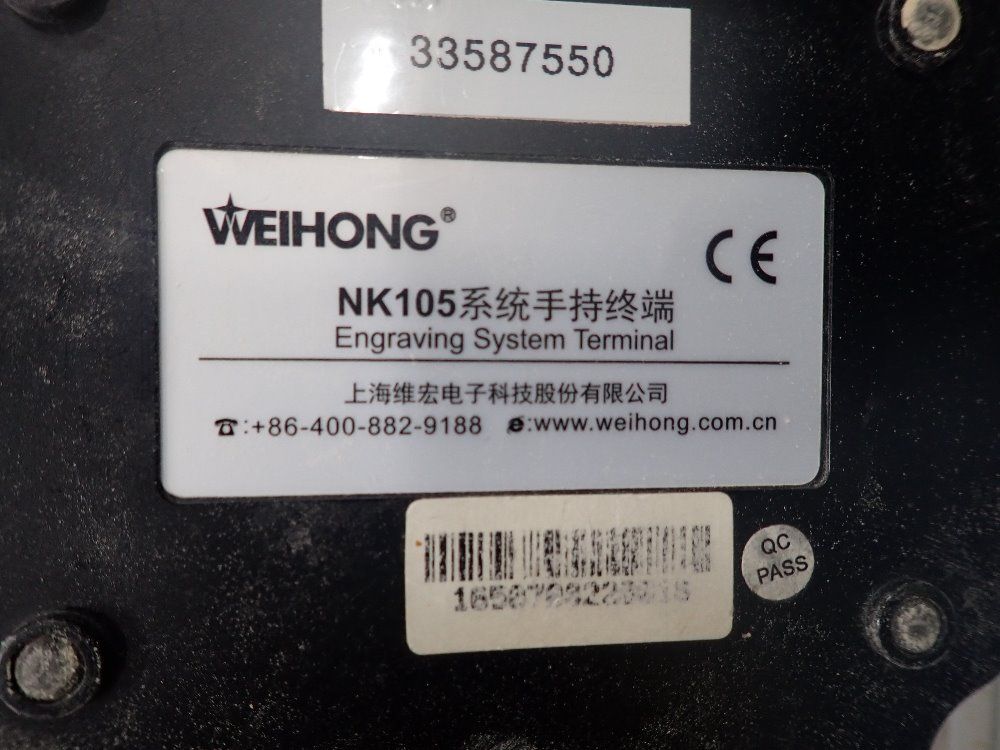 33587550
WEIHONG®
CE
NK105系统手持终端
Engraving System Terminal
上海维宏电子科技股份有限公司
☎:+86-400-882-9188 e:www.weihong.com.cn
QC
PASS